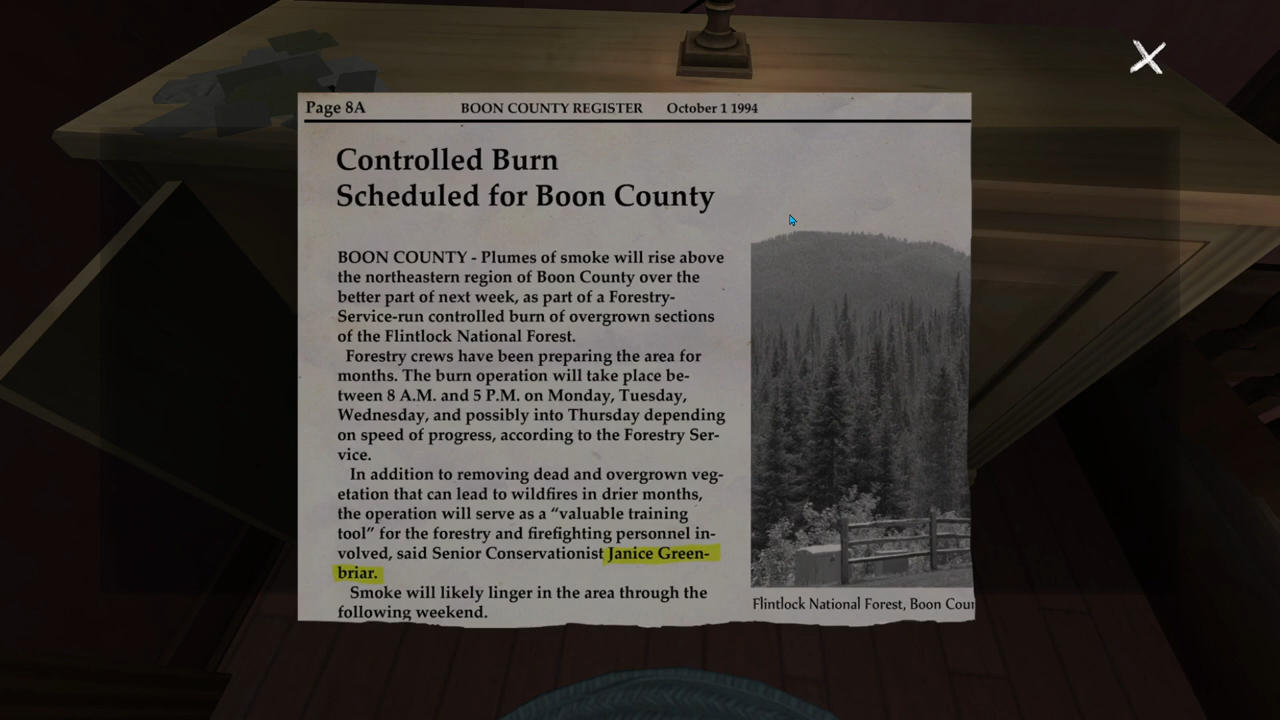 Page 8A BOON COUNTY REGISTER October 1 1994
Controlled Burn
Scheduled for Boon County
BOON COUNTY - Plumes of smoke will rise above
the northeastern region of Boon County over the
better part of next week, as part of a Forestry-
Service-run controlled burn of overgrown sections
of the Flintlock National Forest.
Forestry crews have been preparing the area for
months. The burn operation will take place be-
tween 8 A.M. and 5 P.M. on Monday, Tuesday,
Wednesday, and possibly into Thursday depending
on speed of progress, according to the Forestry Ser-
vice.
In addition to removing dead and overgrown veg-
etation that can lead to wildfires in drier months,
the operation will serve as a “valuable training
tool” for the forestry and firefighting personnel in-
volved, said Senior Conservationist Janice Green-
briar.
Smoke will likely linger in the area through the
following weekend.
Flintlock National Forest, Boon Coun